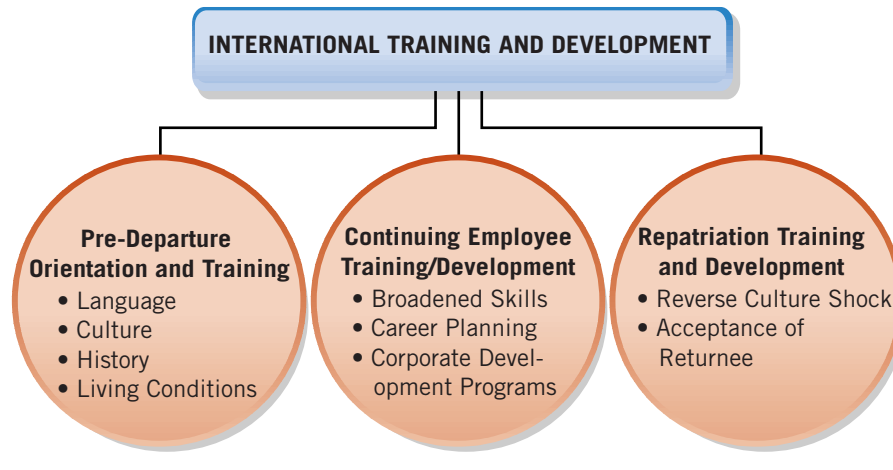 INTERNATIONAL TRAINING AND DEVELOPMENT
Pre-Departure
Orientation and Training
• Language
• Culture
• History
• Living Conditions
Continuing Employee
Training/Development
• Broadened Skills
• Career Planning
• Corporate Devel-
opment Programs
Repatriation Training
and Development
• Reverse Culture Shock
• Acceptance of
Returnee